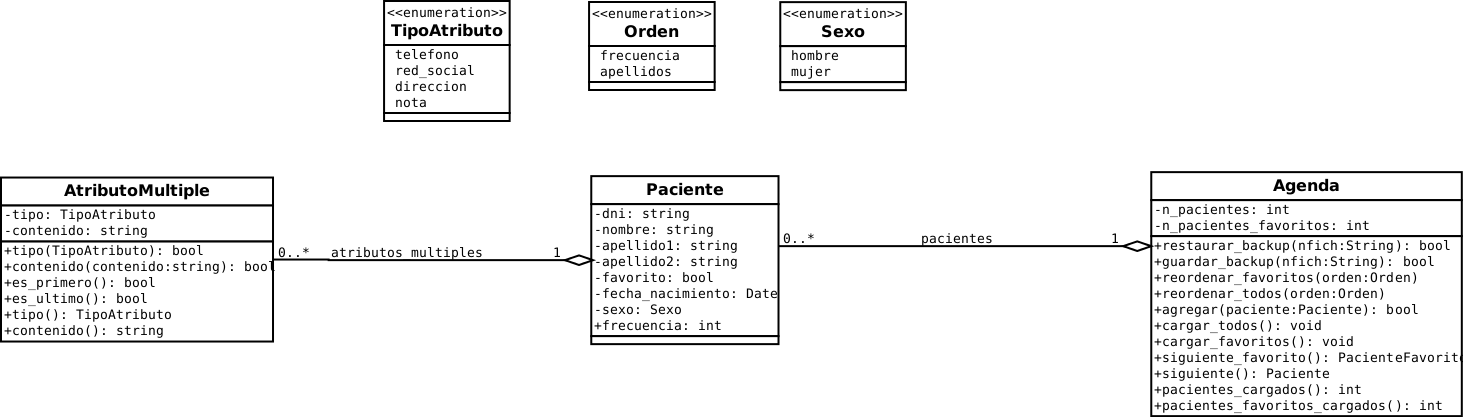 <<enumeration>>
TipoAtributo
telefono
red_social
direccion
nota
<<enumeration>>
Orden
frecuencia
apellidos
<<enumeration>>
Sexo
hombre
mujer
AtributoMultiple
-tipo: TipoAtributo
-contenido: string
+tipo(TipoAtributo): bool
+contenido(contenido:string): bool
+es_primero(): bool
+es_ultimo(): bool
+tipo(): TipoAtributo
+contenido(): string
0..* atributos multiples 1
Paciente
-dni: string
-nombre: string
-apellido1: string
-apellido2: string
-favorito: bool
-fecha_nacimiento: Date
-sexo: Sexo
+frecuencia: int
0..* pacientes 1
Agenda
-n_pacientes: int
-n_pacientes_favoritos: int
+restaurar_backup(nfich:String): bool
+guardar_backup(nfich:String): bool
+reordenar_favoritos(orden:Orden)
+reordenar_todos(orden:Orden)
+agregar(paciente:Paciente): bool
+cargar_todos(): void
+cargar_favoritos(): void
+siguiente_favorito(): PacienteFavorito
+siguiente(): Paciente
+pacientes_cargados(): int
+pacientes_favoritos_cargados(): int